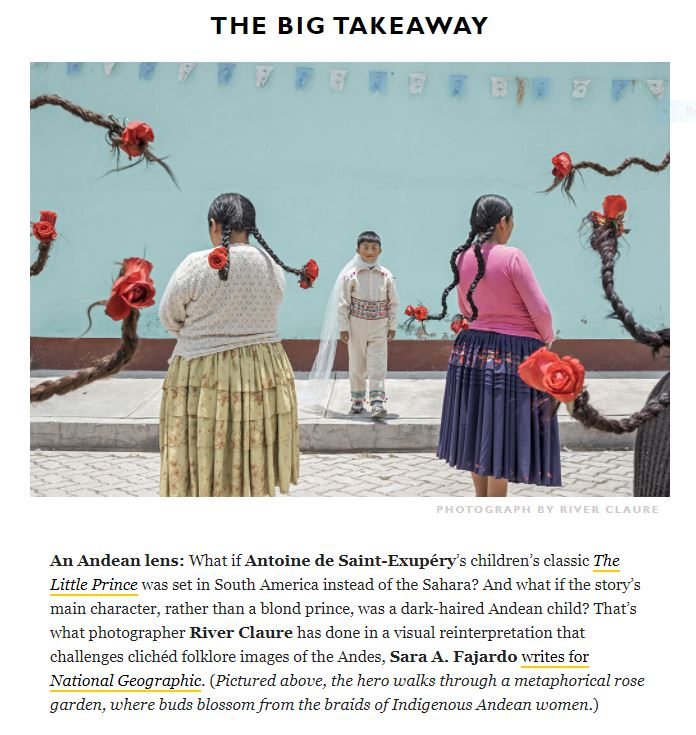 THE BIG TAKEAWAY
PHOTOGRAPH BY RIVER CLAURE
An Andean lens: What if Antoine de Saint-Exupéry’s children’s classic The
Little Prince was set in South America instead of the Sahara? And what if the story’s
main character, rather than a blond prince, was a dark-haired Andean child? That’s
what photographer River Claure has done in a visual reinterpretation that
challenges clichéd folklore images of the Andes, Sara A. Fajardo writes for
National Geographic. (Pictured above, the hero walks through a metaphorical rose
garden, where buds blossom from the braids of Indigenous Andean women.)